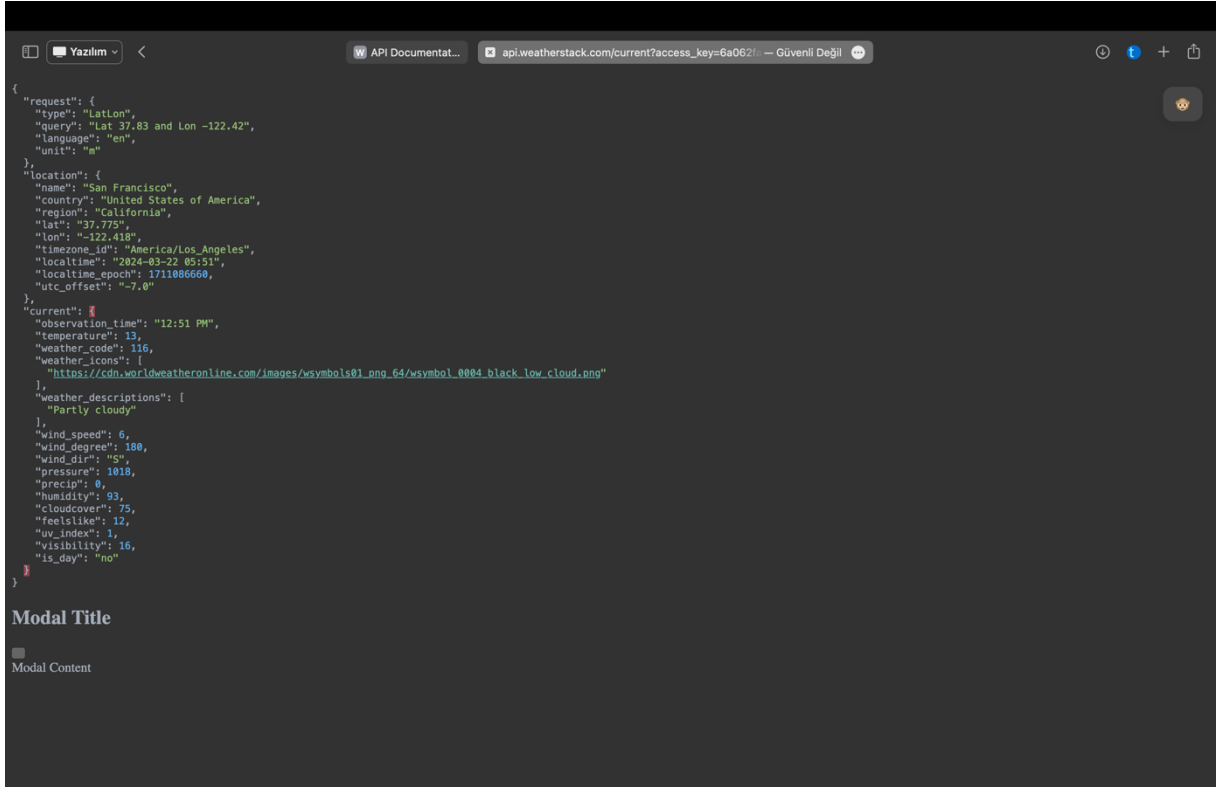 Yazılım
API Documentat...
api.weatherstack.com/current?access_key=6a062 — Güvenli Değil
{
"request": {
"type": "LatLon",
"query": "Lat 37.83 and Lon -122.42",
"language": "en",
"unit": "m"
},
"location": {
"name": "San Francisco",
"country": "United States of America",
"region": "California",
"lat": "37.775",
"lon": "-122.418",
"timezone_id": "America/Los_Angeles",
"localtime": "2024-03-22 05:51",
"localtime_epoch": 1711086660,
"utc_offset": "-7.0"
},
"current": {
"observation_time": "12:51 PM",
"temperature": 13,
"weather_code": 116,
"weather_icons": [
"https://cdn.worldweatheronline.com/images/wsymbols01_png_64/wsymbol_0004_black_low_cloud.png"
],
"weather_descriptions": [
"Partly cloudy"
],
"wind_speed": 6,
"wind_degree": 180,
"wind_dir": "S",
"pressure": 1018,
"precip": 0,
"humidity": 93,
"cloudcover": 75,
"feelslike": 12,
"uv_index": 1,
"visibility": 16,
"is_day": "no"
}
}
Modal Title
Modal Content